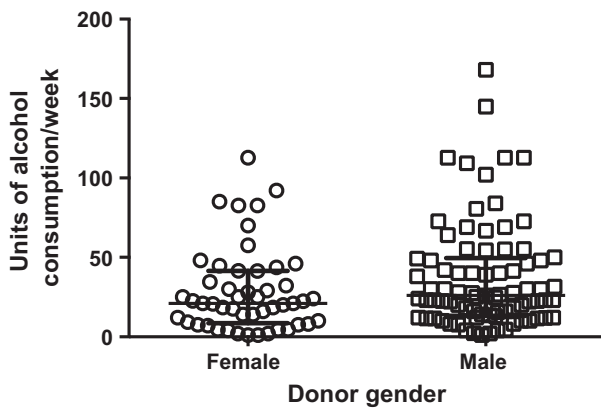 Units of alcohol
consumption/week
200
150
100
50
0
Female
Male
Donor gender